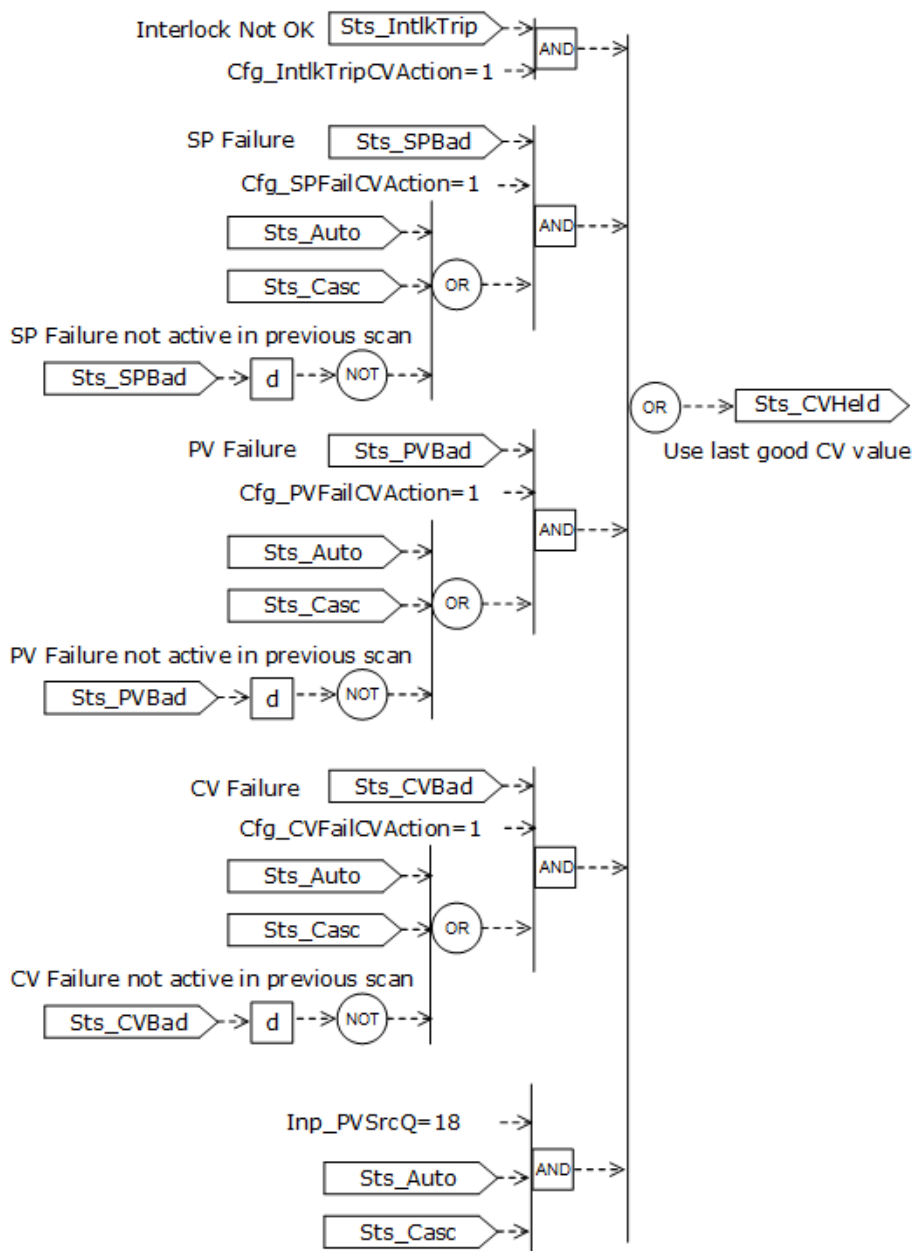 Interlock Not OK Sts_IntlkTrip
AND
Cfg_IntlkTripCVAction=1
SP Failure Sts_SPBad
Cfg_SPFailCVAction=1
AND
Sts_Auto
Sts_Casc OR
SP Failure not active in previous scan
Sts_SPBad d NOT
OR Sts_CVHeld
Use last good CV value
PV Failure Sts_PVBad
Cfg_PVFailCVAction=1
AND
Sts_Auto
Sts_Casc OR
PV Failure not active in previous scan
Sts_PVBad d NOT
CV Failure Sts_CVBad
Cfg_CVFailCVAction=1
AND
Sts_Auto
Sts_Casc OR
CV Failure not active in previous scan
Sts_CVBad d NOT
Inp_PVSrcQ=18
Sts_Auto AND
Sts_Casc